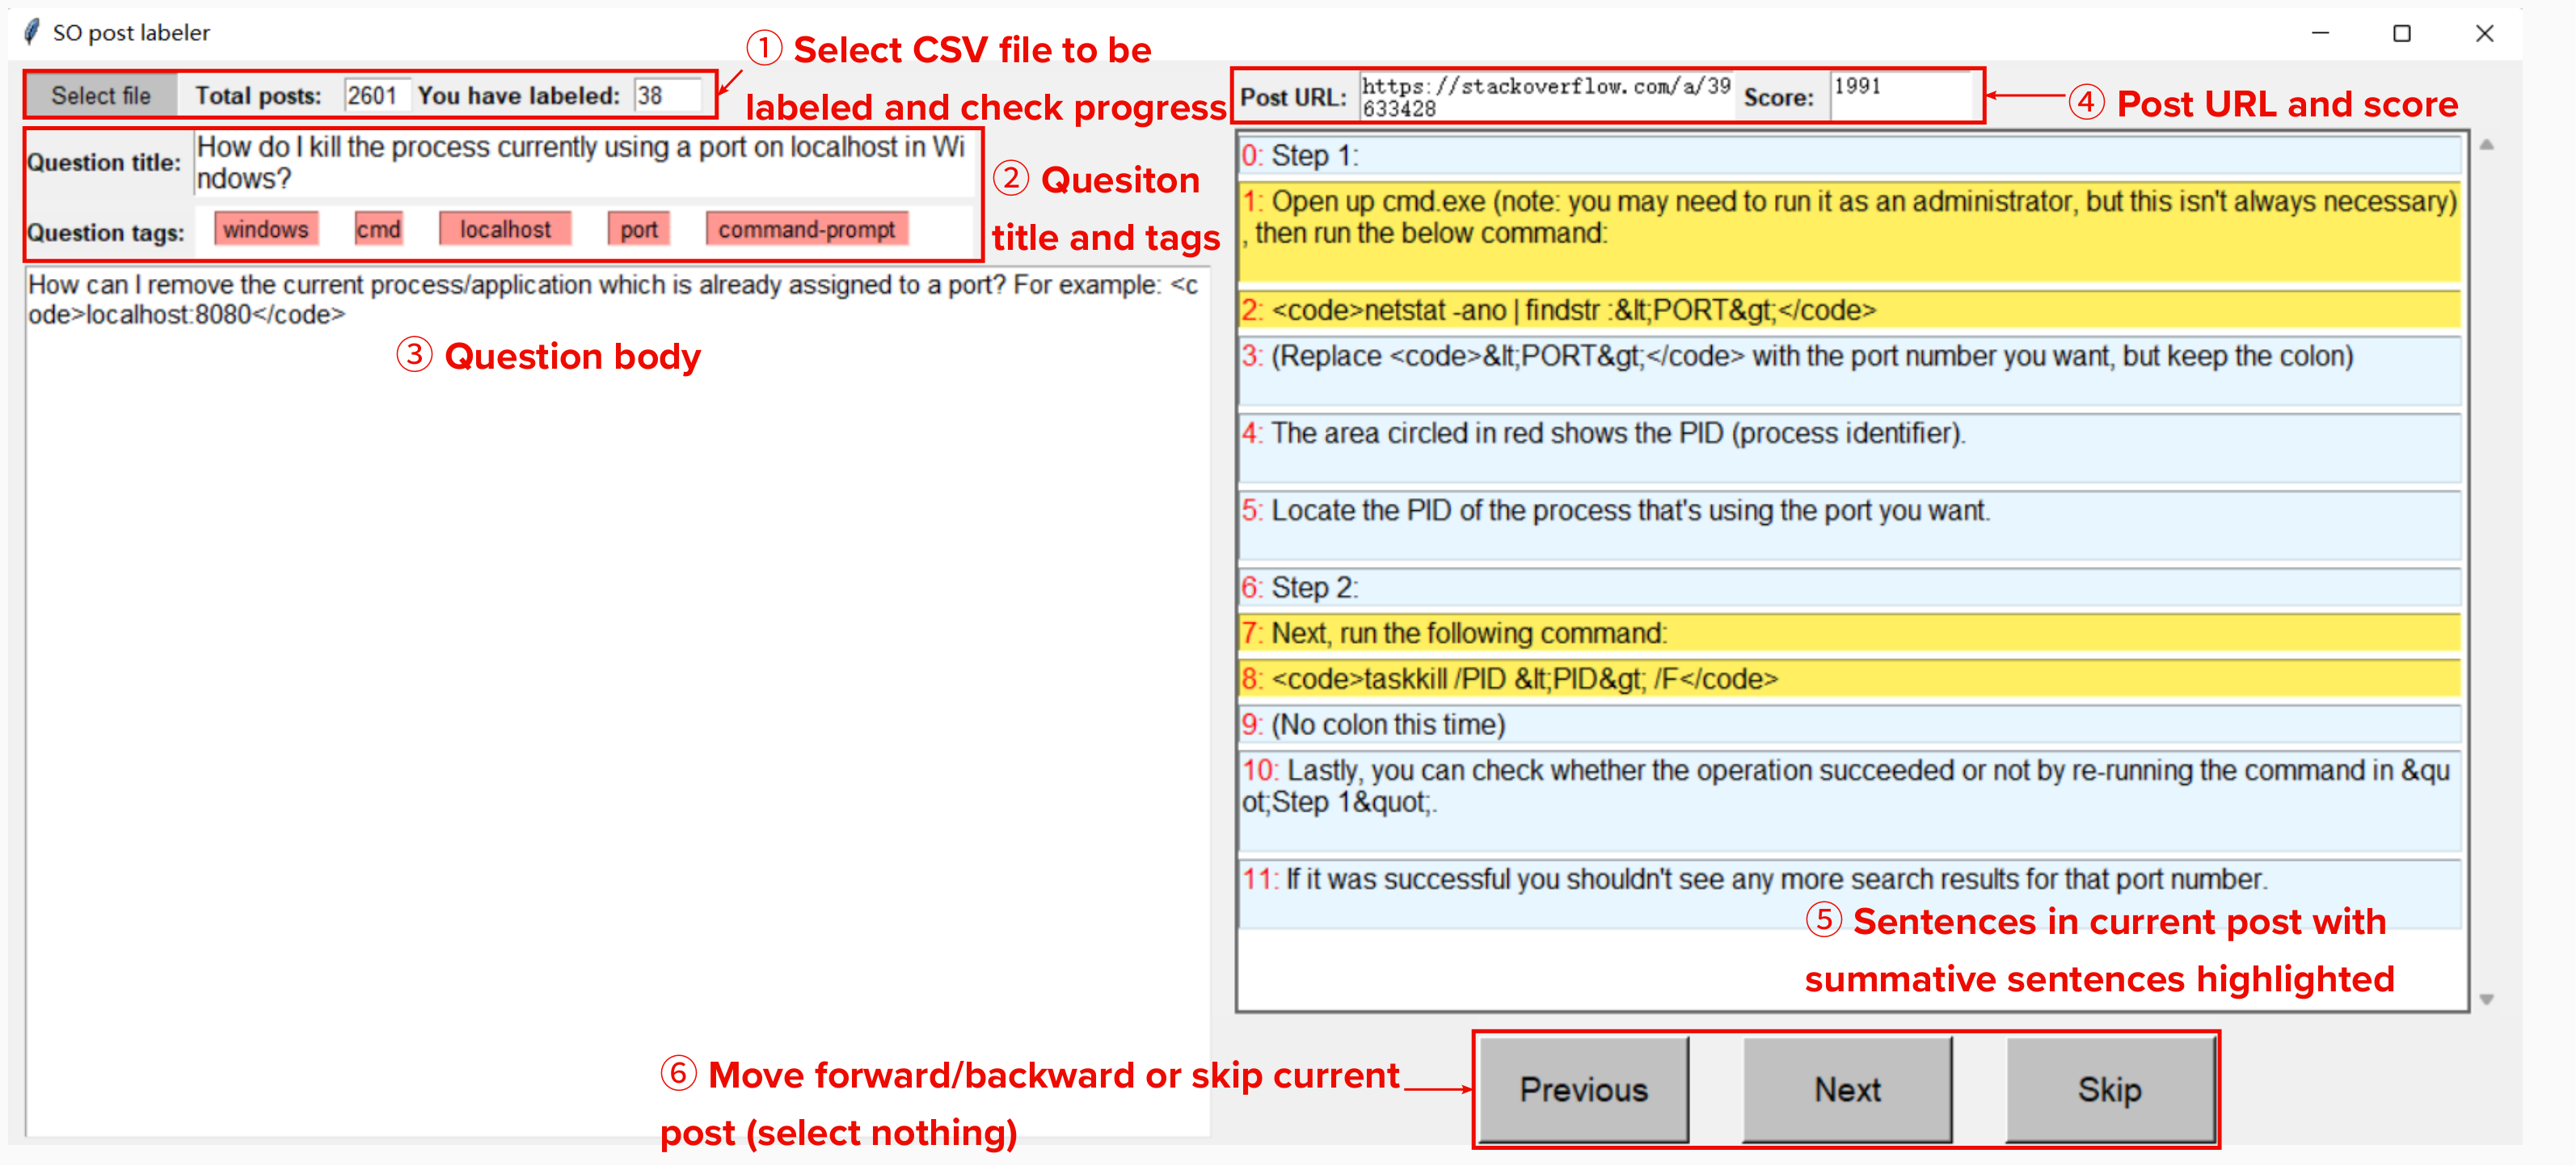 SO post labeler
① Select CSV file to be
labeled and check progress
Select file Total posts: 2601 You have labeled: 38
Question title: How do I kill the process currently using a port on localhost in Wi
ndows?
Question tags: windows cmd localhost port command-prompt
② Quesiton
title and tags
How can I remove the current process/application which is already assigned to a port? For example: <c
ode>localhost:8080</code>
③ Question body
Post URL: https://stackoverflow.com/a/39
633428
Score: 1991
④ Post URL and score
0: Step 1:
1: Open up cmd.exe (note: you may need to run it as an administrator, but this isn't always necessary)
, then run the below command:
2: <code>netstat -ano | findstr :&lt;PORT&gt;</code>
3: (Replace <code>&lt;PORT&gt;</code> with the port number you want, but keep the colon)
4: The area circled in red shows the PID (process identifier).
5: Locate the PID of the process that's using the port you want.
6: Step 2:
7: Next, run the following command:
8: <code>taskkill /PID &lt;PID&gt; /F</code>
9: (No colon this time)
10: Lastly, you can check whether the operation succeeded or not by re-running the command in &qu
ot;Step 1&quot;.
11: If it was successful you shouldn't see any more search results for that port number.
⑤ Sentences in current post with
summative sentences highlighted
⑥ Move forward/backward or skip current
post (select nothing)
Previous Next Skip